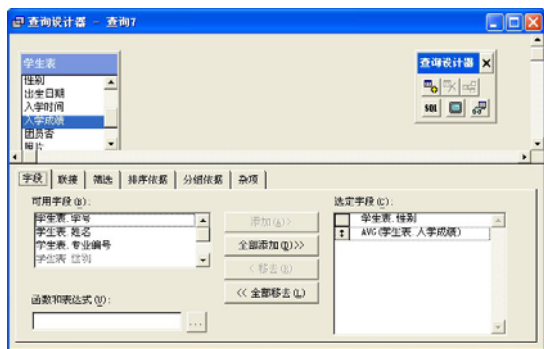 查询设计器 - 查询7
学生表
性别
出生日期
入学时间
入学成绩
团员否
照片
查询设计器
SQL
字段 联接 筛选 排序依据 分组依据 杂项
可用字段(B):
选定字段(C):
学生表.学号
学生表.姓名
学生表.专业编号
学生表.性别
添加(A)>
全部添加(D)>>
<移去(R)
<<全部移去(L)
学生表.性别
AVG(学生表.入学成绩)
函数和表达式(U):
...